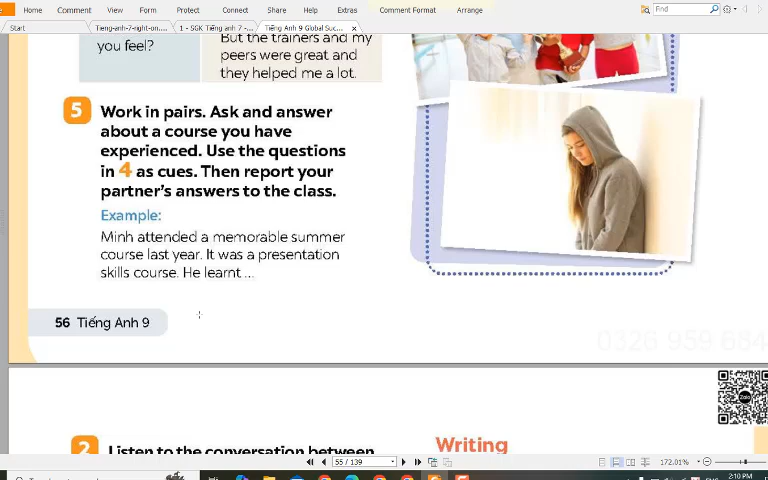 Home Comment View Form Protect Connect Share Help Extras Comment Format Arrange Find
Start Tieng-anh-7-right-on.... 1 - SGK Tiếng anh 7 -... Tiếng Anh 9 Global Suc...
you feel?
But the trainers and my
peers were great and
they helped me a lot.
5 Work in pairs. Ask and answer
about a course you have
experienced. Use the questions
in 4 as cues. Then report your
partner's answers to the class.
Example:
Minh attended a memorable summer
course last year. It was a presentation
skills course. He learnt ...
56 Tiếng Anh 9
0326 959 684
2 Listen to the conversation between
Writing
55 / 139
172.01%
ENG
2:10 PM